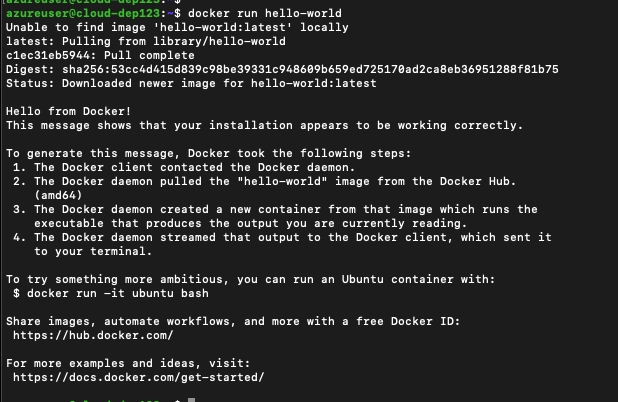 azureuser@cloud-dep123:~$
azureuser@cloud-dep123:~$ docker run hello-world
Unable to find image 'hello-world:latest' locally
latest: Pulling from library/hello-world
c1ec31eb5944: Pull complete
Digest: sha256:53cc4d415d839c98be39331c948609b659ed725170ad2ca8eb36951288f81b75
Status: Downloaded newer image for hello-world:latest

Hello from Docker!
This message shows that your installation appears to be working correctly.

To generate this message, Docker took the following steps:
 1. The Docker client contacted the Docker daemon.
 2. The Docker daemon pulled the "hello-world" image from the Docker Hub.
    (amd64)
 3. The Docker daemon created a new container from that image which runs the
    executable that produces the output you are currently reading.
 4. The Docker daemon streamed that output to the Docker client, which sent it
    to your terminal.

To try something more ambitious, you can run an Ubuntu container with:
 $ docker run -it ubuntu bash

Share images, automate workflows, and more with a free Docker ID:
 https://hub.docker.com/

For more examples and ideas, visit:
 https://docs.docker.com/get-started/